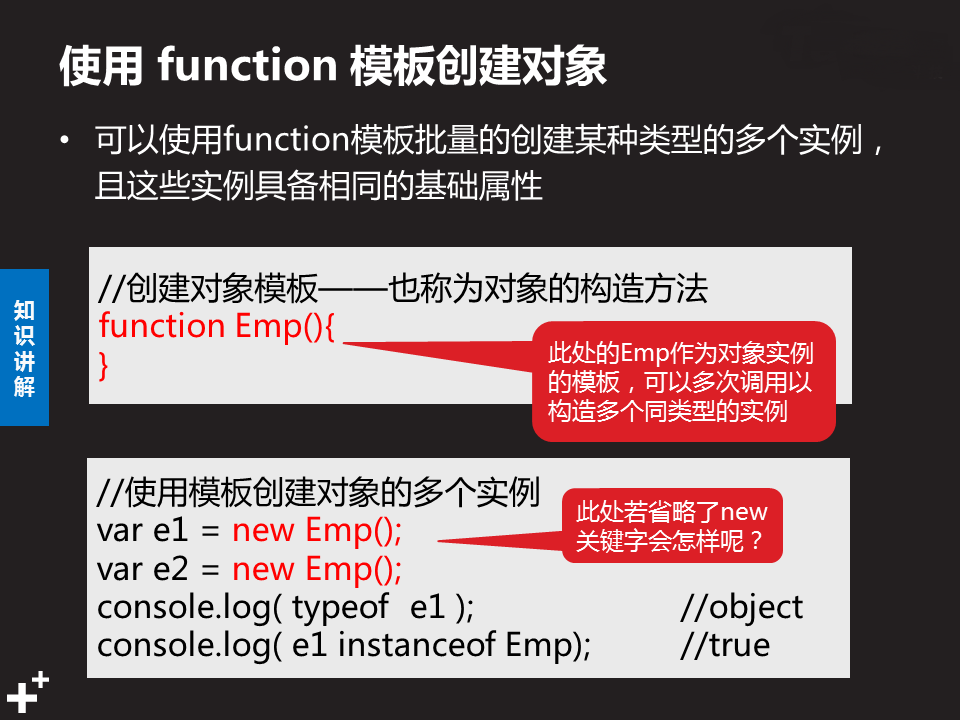 使用 function 模板创建对象
• 可以使用function模板批量的创建某种类型的多个实例，
且这些实例具备相同的基础属性
知
识
讲
解
//创建对象模板——也称为对象的构造方法
function Emp(){
}
此处的Emp作为对象实例
的模板，可以多次调用以
构造多个同类型的实例
//使用模板创建对象的多个实例
var e1 = new Emp();
var e2 = new Emp();
console.log( typeof e1 ); //object
console.log( e1 instanceof Emp); //true
此处若省略了new
关键字会怎样呢？